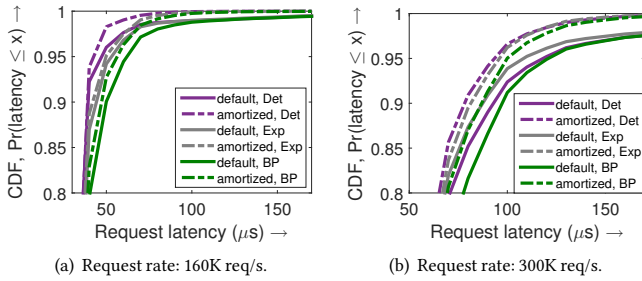 CDF, Pr(latency ≤ x) →
1
0.95
0.9
0.85
0.8
default, Det
amortized, Det
default, Exp
amortized, Exp
default, BP
amortized, BP
50 100 150
Request latency (μs) →
(a) Request rate: 160K req/s.
CDF, Pr(latency ≤ x) →
1
0.95
0.9
0.85
0.8
default, Det
amortized, Det
default, Exp
amortized, Exp
default, BP
amortized, BP
50 100 150
Request latency (μs) →
(b) Request rate: 300K req/s.